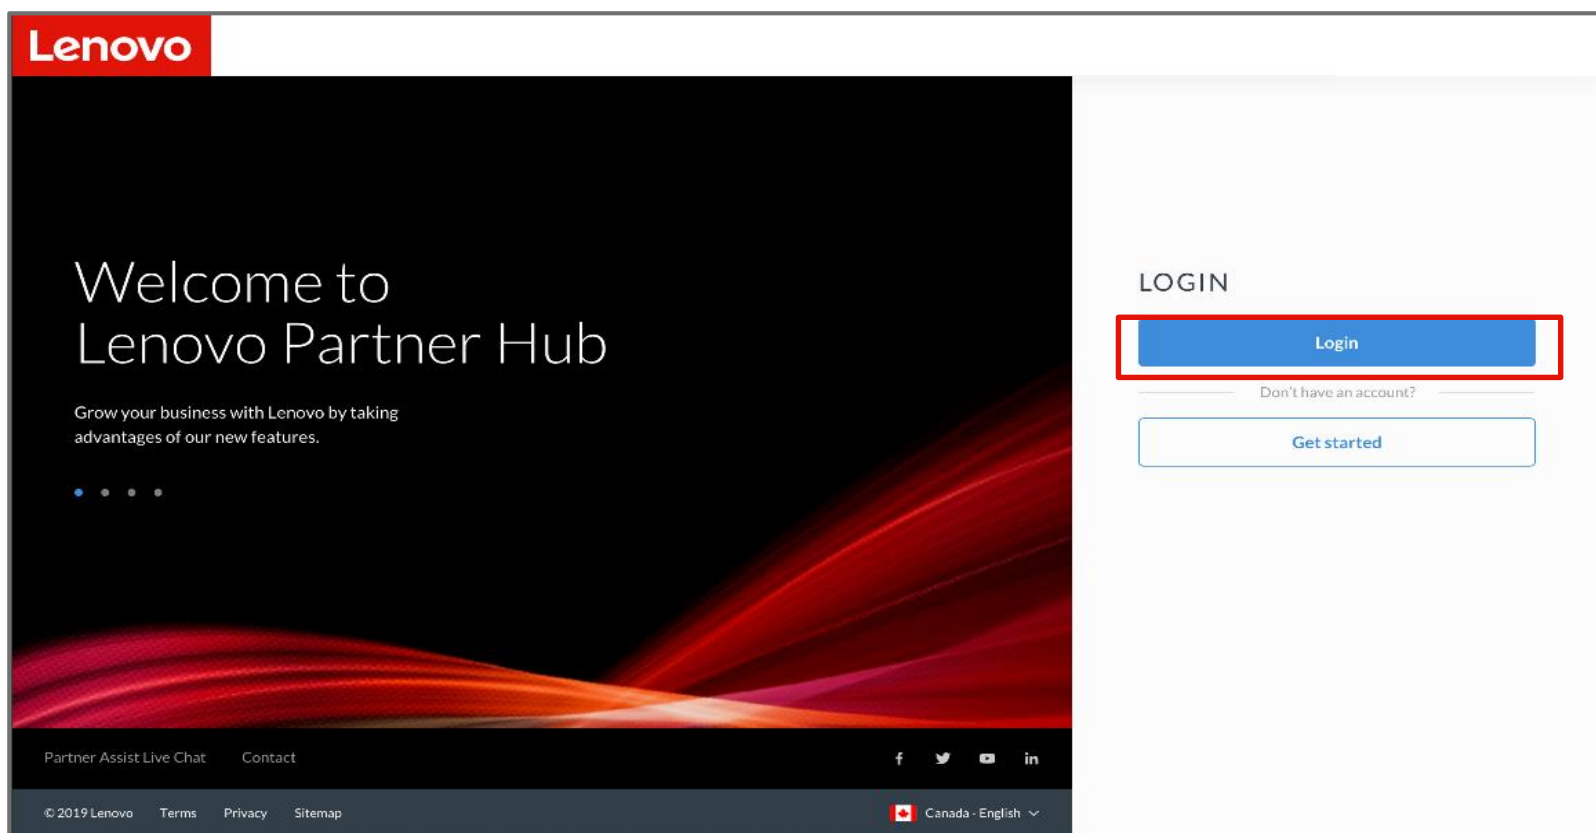 Lenovo
Welcome to
Lenovo Partner Hub
Grow your business with Lenovo by taking
advantages of our new features.
LOGIN
Login
Don't have an account?
Get started
Partner Assist Live Chat Contact
f in
© 2019 Lenovo Terms Privacy Sitemap
Canada - English